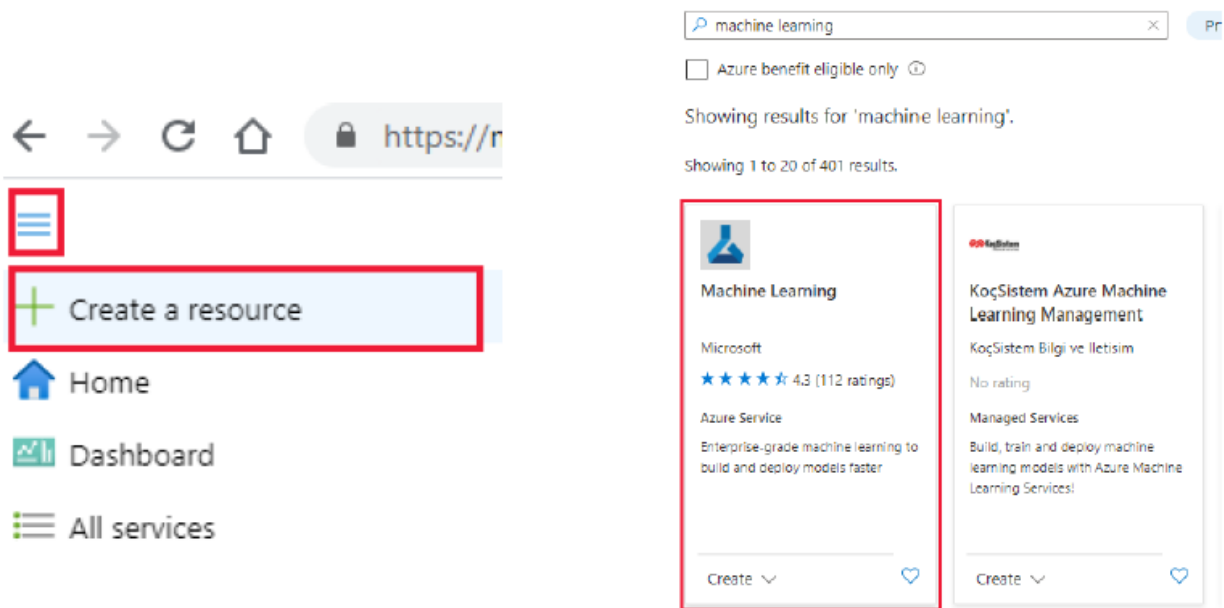 https://r
Create a resource
Home
Dashboard
All services
machine learning
Pr
Azure benefit eligible only
Showing results for 'machine learning'.
Showing 1 to 20 of 401 results.
Machine Learning
Microsoft
4.3 (112 ratings)
Azure Service
Enterprise-grade machine learning to
build and deploy models faster
Create
KoçSistem
KoçSistem Azure Machine
Learning Management
KoçSistem Bilgi ve Iletisim
No rating
Managed Services
Build, train and deploy machine
learning models with Azure Machine
Learning Services!
Create